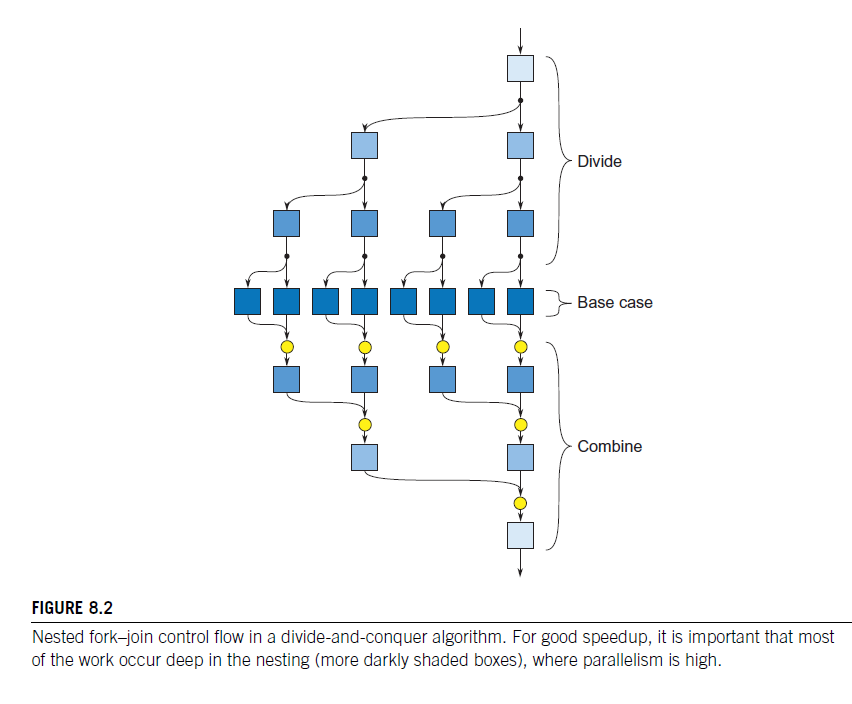 Divide
Base case
Combine
FIGURE 8.2
Nested fork–join control flow in a divide-and-conquer algorithm. For good speedup, it is important that most
of the work occur deep in the nesting (more darkly shaded boxes), where parallelism is high.